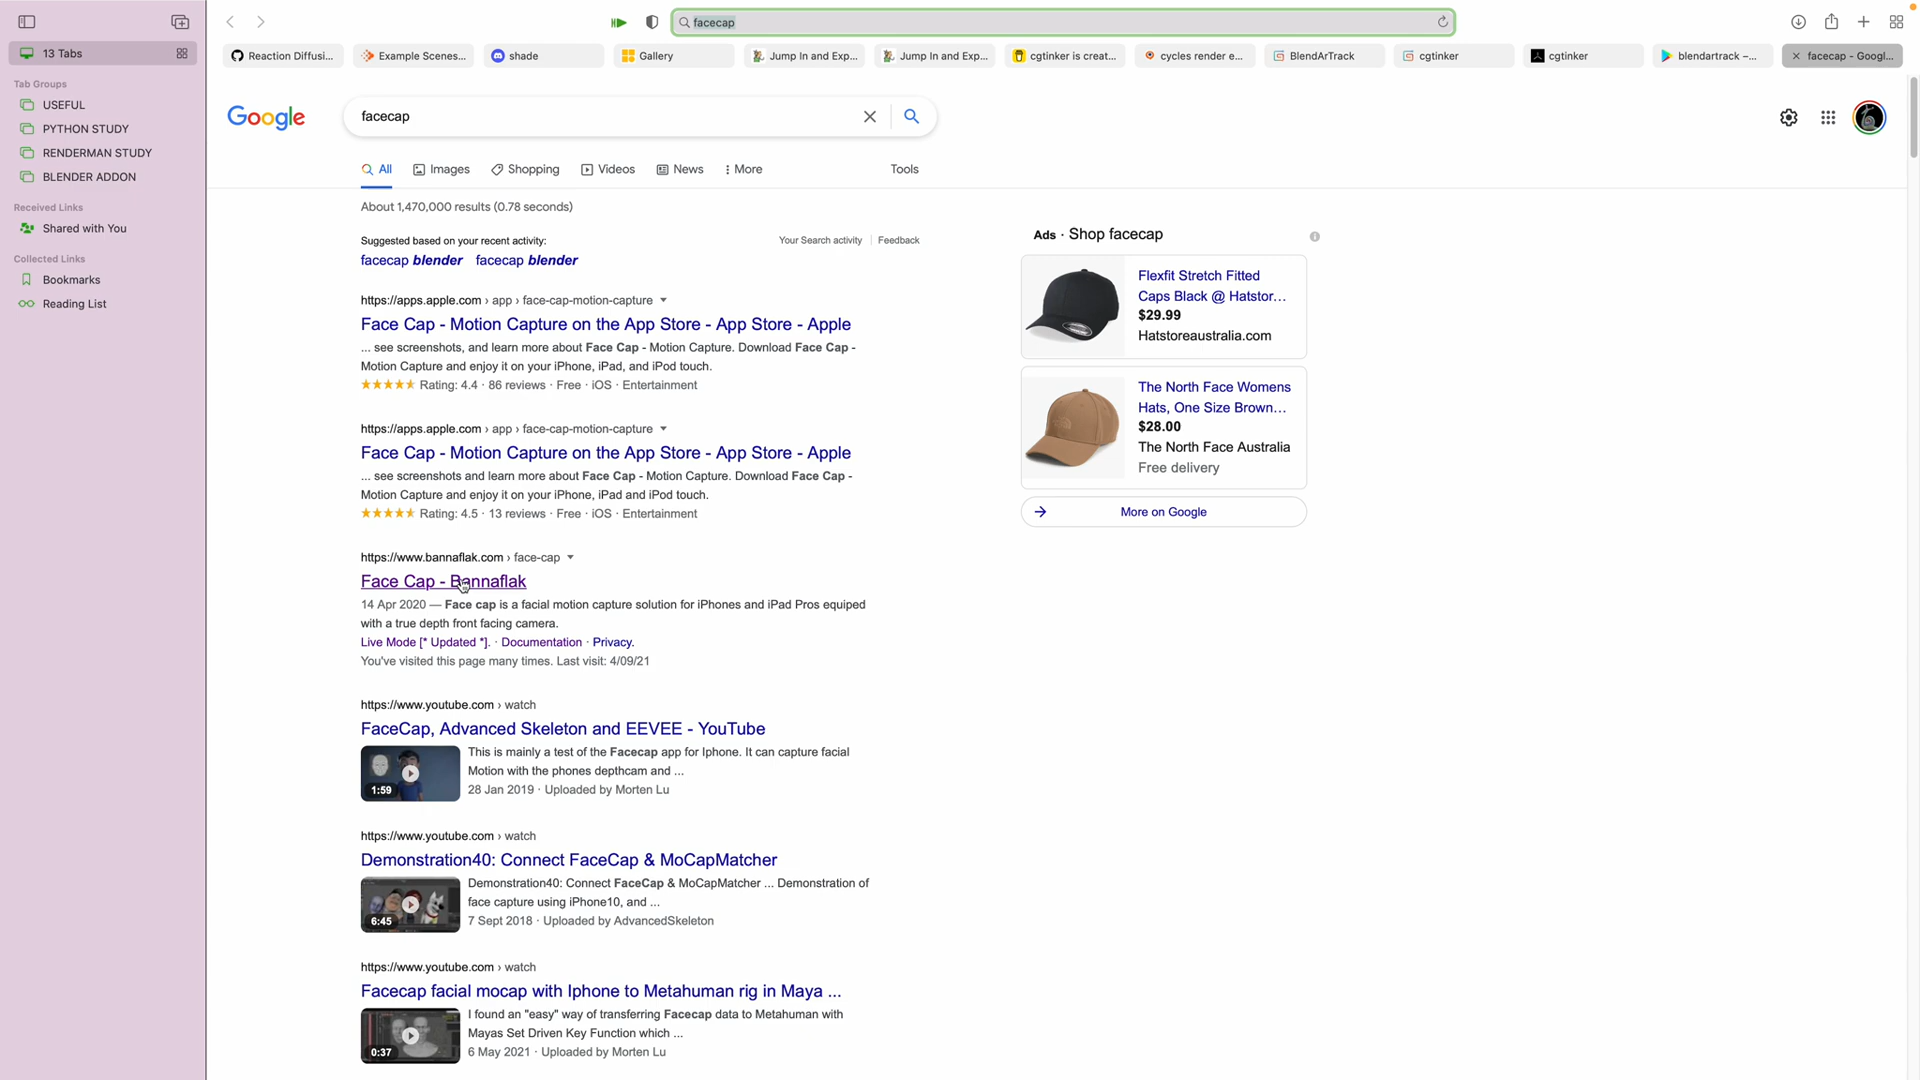 facecap
13 Tabs
Reaction Diffusi...
Example Scenes...
shade
Gallery
Jump In and Exp...
Jump In and Exp...
cgtinker is creat...
cycles render e...
BlendArTrack
cgtinker
cgtinker
blendartrack –...
facecap - Googl...
Tab Groups
USEFUL
PYTHON STUDY
RENDERMAN STUDY
BLENDER ADDON
Received Links
Shared with You
Collected Links
Bookmarks
Reading List
Google
facecap
All
Images
Shopping
Videos
News
More
Tools
About 1,470,000 results (0.78 seconds)
Suggested based on your recent activity:
Your Search activity
Feedback
facecap blender facecap blender
https://apps.apple.com › app › face-cap-motion-capture
Face Cap - Motion Capture on the App Store - App Store - Apple
... see screenshots, and learn more about Face Cap - Motion Capture. Download Face Cap -
Motion Capture and enjoy it on your iPhone, iPad, and iPod touch.
Rating: 4.4 · 86 reviews · Free · iOS · Entertainment
https://apps.apple.com › app › face-cap-motion-capture
Face Cap - Motion Capture on the App Store - App Store - Apple
... see screenshots and learn more about Face Cap - Motion Capture. Download Face Cap -
Motion Capture and enjoy it on your iPhone, iPad and iPod touch.
Rating: 4.5 · 13 reviews · Free · iOS · Entertainment
https://www.bannaflak.com › face-cap
Face Cap - Bannaflak
14 Apr 2020 — Face cap is a facial motion capture solution for iPhones and iPad Pros equiped
with a true depth front facing camera.
Live Mode [* Updated *]. · Documentation · Privacy.
You've visited this page many times. Last visit: 4/09/21
https://www.youtube.com › watch
FaceCap, Advanced Skeleton and EEVEE - YouTube
This is mainly a test of the Facecap app for Iphone. It can capture facial
Motion with the phones depthcam and ...
1:59
28 Jan 2019 · Uploaded by Morten Lu
https://www.youtube.com › watch
Demonstration40: Connect FaceCap & MoCapMatcher
Demonstration40: Connect FaceCap & MoCapMatcher ... Demonstration of
face capture using iPhone10, and ...
6:45
7 Sept 2018 · Uploaded by AdvancedSkeleton
https://www.youtube.com › watch
Facecap facial mocap with Iphone to Metahuman rig in Maya ...
I found an "easy" way of transferring Facecap data to Metahuman with
Mayas Set Driven Key Function which ...
0:37
6 May 2021 · Uploaded by Morten Lu
Ads · Shop facecap
Flexfit Stretch Fitted
Caps Black @ Hatstor...
$29.99
Hatstoreaustralia.com
The North Face Womens
Hats, One Size Brown...
$28.00
The North Face Australia
Free delivery
More on Google